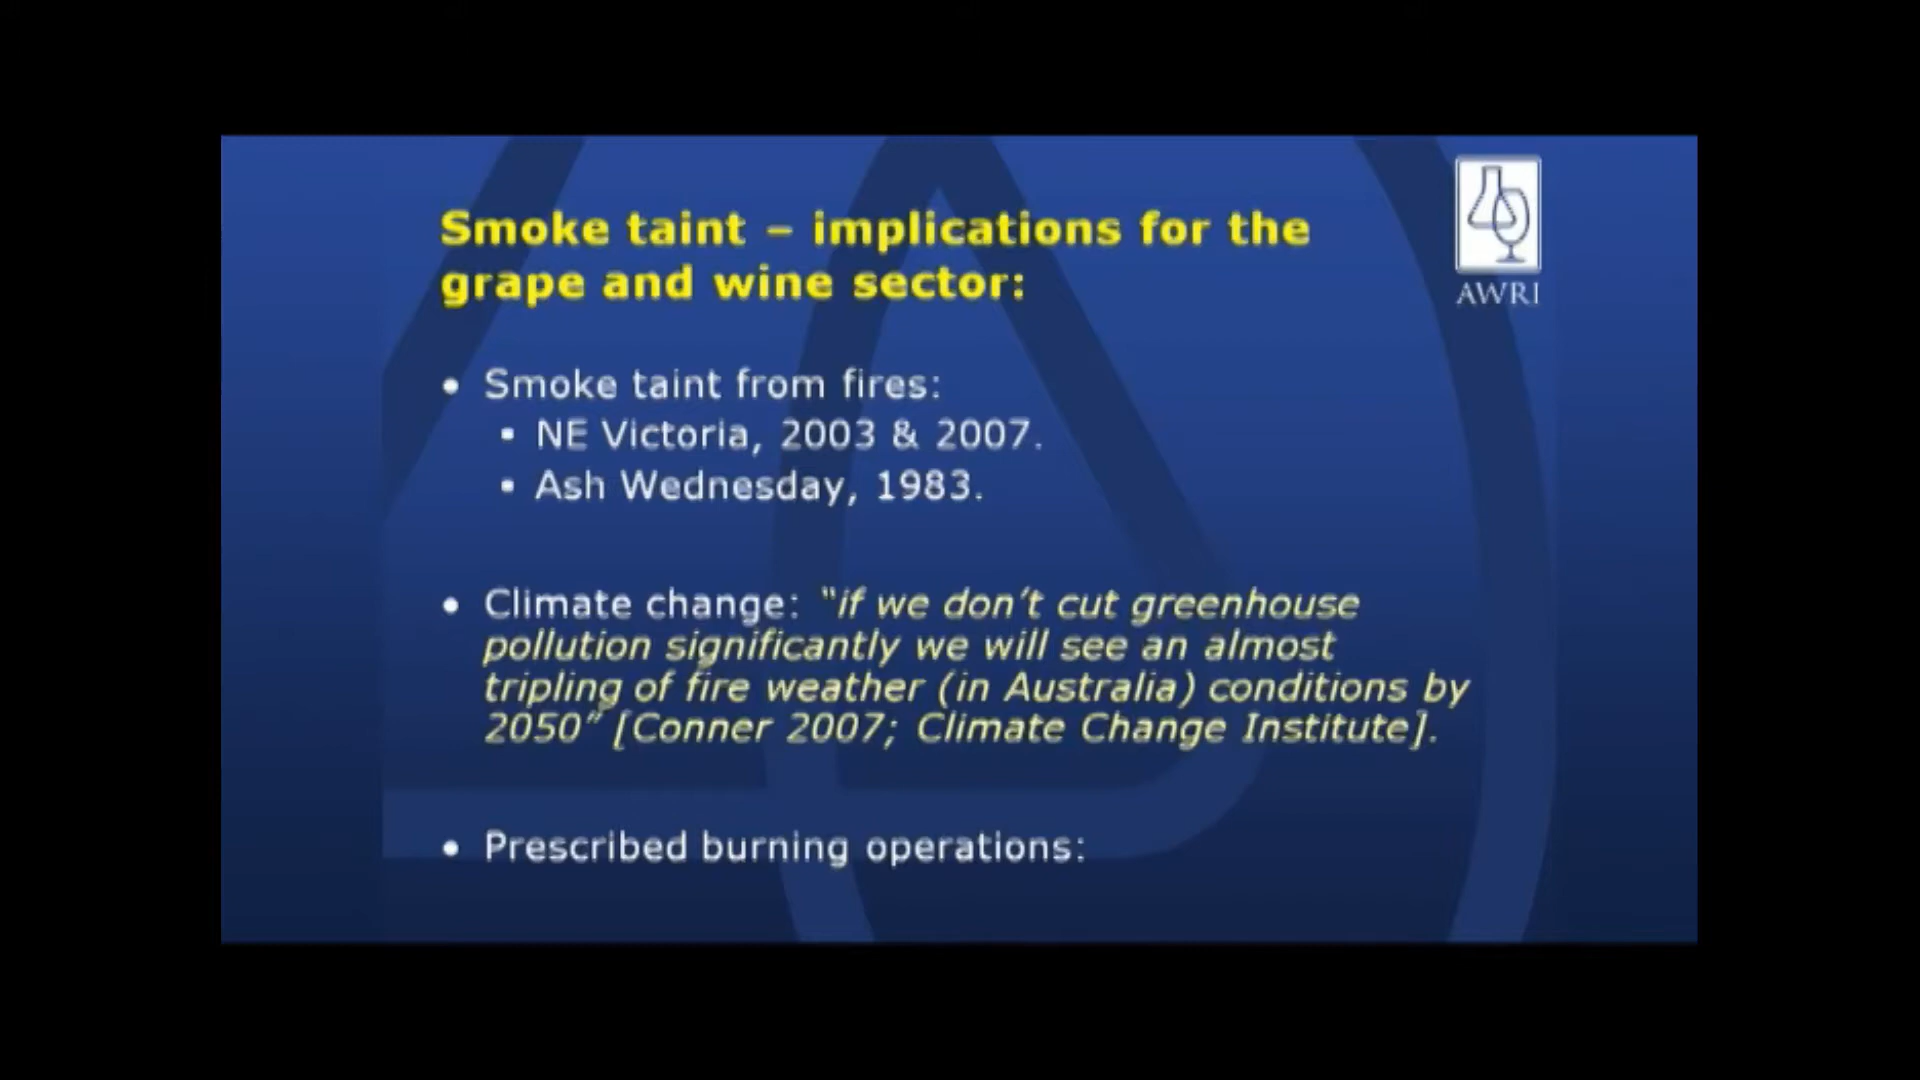 Smoke taint – implications for the
grape and wine sector:
AWRI
• Smoke taint from fires:
▪ NE Victoria, 2003 & 2007.
▪ Ash Wednesday, 1983.
• Climate change: "if we don't cut greenhouse
pollution significantly we will see an almost
tripling of fire weather (in Australia) conditions by
2050" [Conner 2007; Climate Change Institute].
• Prescribed burning operations: